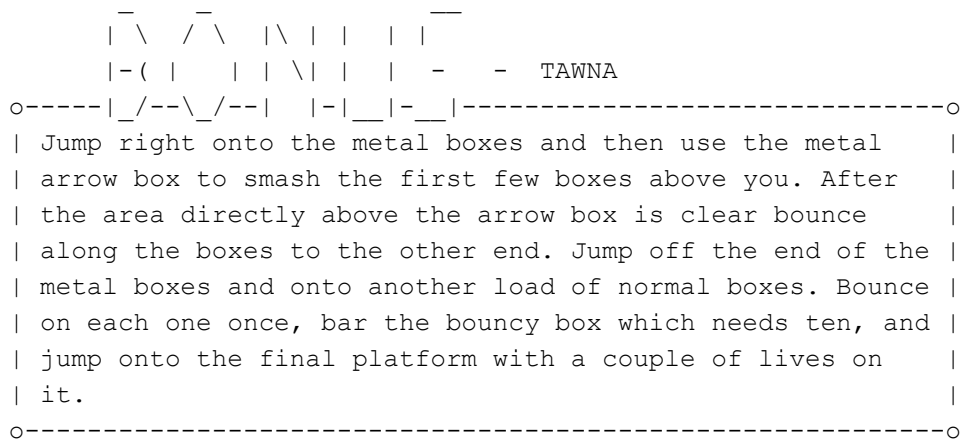 BONUS - TAWNA
Jump right onto the metal boxes and then use the metal
arrow box to smash the first few boxes above you. After
the area directly above the arrow box is clear bounce
along the boxes to the other end. Jump off the end of the
metal boxes and onto another load of normal boxes. Bounce
on each one once, bar the bouncy box which needs ten, and
jump onto the final platform with a couple of lives on
it.